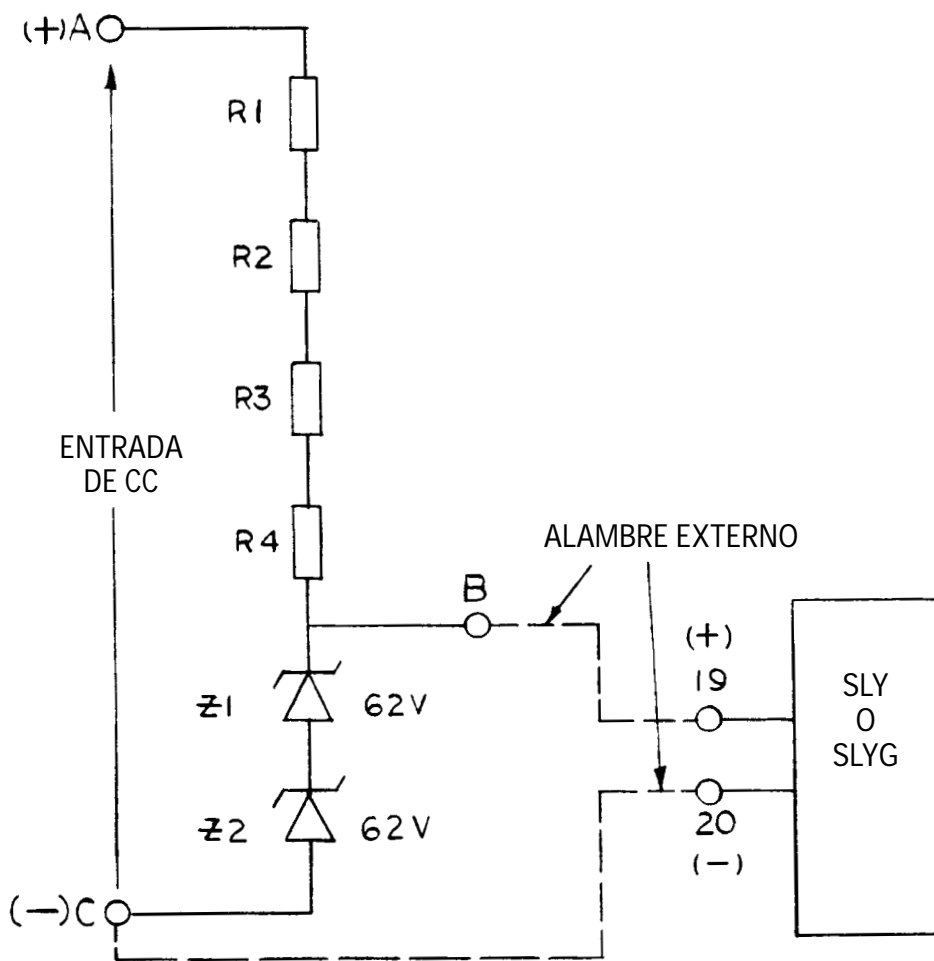 (+)A
R1
R2
R3
ENTRADA
DE CC
R4
ALAMBRE EXTERNO
B
(+)
19
SLY
O
SLYG
Z1 62V
Z2 62V
20
(-)
(-)C